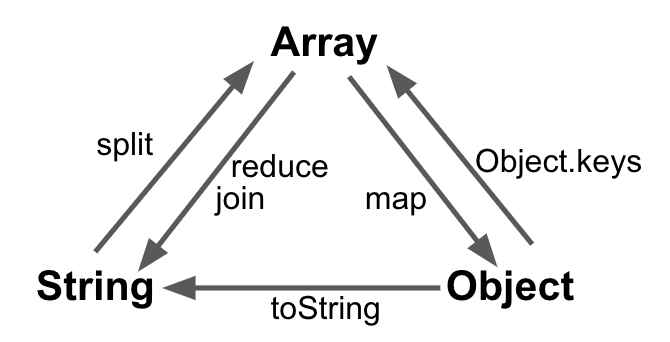 Array
split
reduce
join
map
Object.keys
String
toString
Object